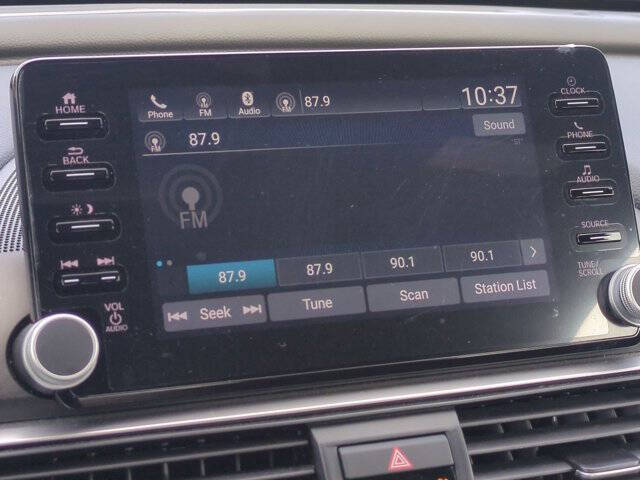 HOME
Phone
FM
Audio
87.9
10:37
CLOCK
FM
87.9
Sound
BACK
PHONE
FM
AUDIO
SOURCE
87.9
87.9
90.1
90.1
Seek
Tune
Scan
Station List
TUNE/
SCROLL
VOL
AUDIO